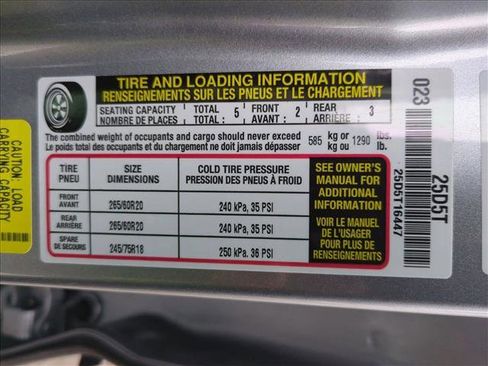 TIRE AND LOADING INFORMATION
RENSEIGNEMENTS SUR LES PNEUS ET LE CHARGEMENT
SEATING CAPACITY TOTAL FRONT REAR
NOMBRE DE PLACES TOTAL : 5 AVANT : 2 ARRIÈRE : 3
The combined weight of occupants and cargo should never exceed 585 kg or 1290 lbs.
Le poids total des occupants et du chargement ne doit jamais dépasser kg ou lb.
TIRE SIZE COLD TIRE PRESSURE
PNEU DIMENSIONS PRESSION DES PNEUS À FROID
FRONT
AVANT 265/60R20 240 kPa, 35 PSI
REAR
ARRIÈRE 265/60R20 240 kPa, 35 PSI
SPARE
DE SECOURS 245/75R18 250 kPa, 36 PSI
SEE OWNER'S
MANUAL FOR
ADDITIONAL
INFORMATION
VOIR LE MANUEL
DE L'USAGER
POUR PLUS DE
RENSEIGNEMENTS
023
25D5T
25D5T16447
CAUTION: LOAD
CARRYING CAPACITY